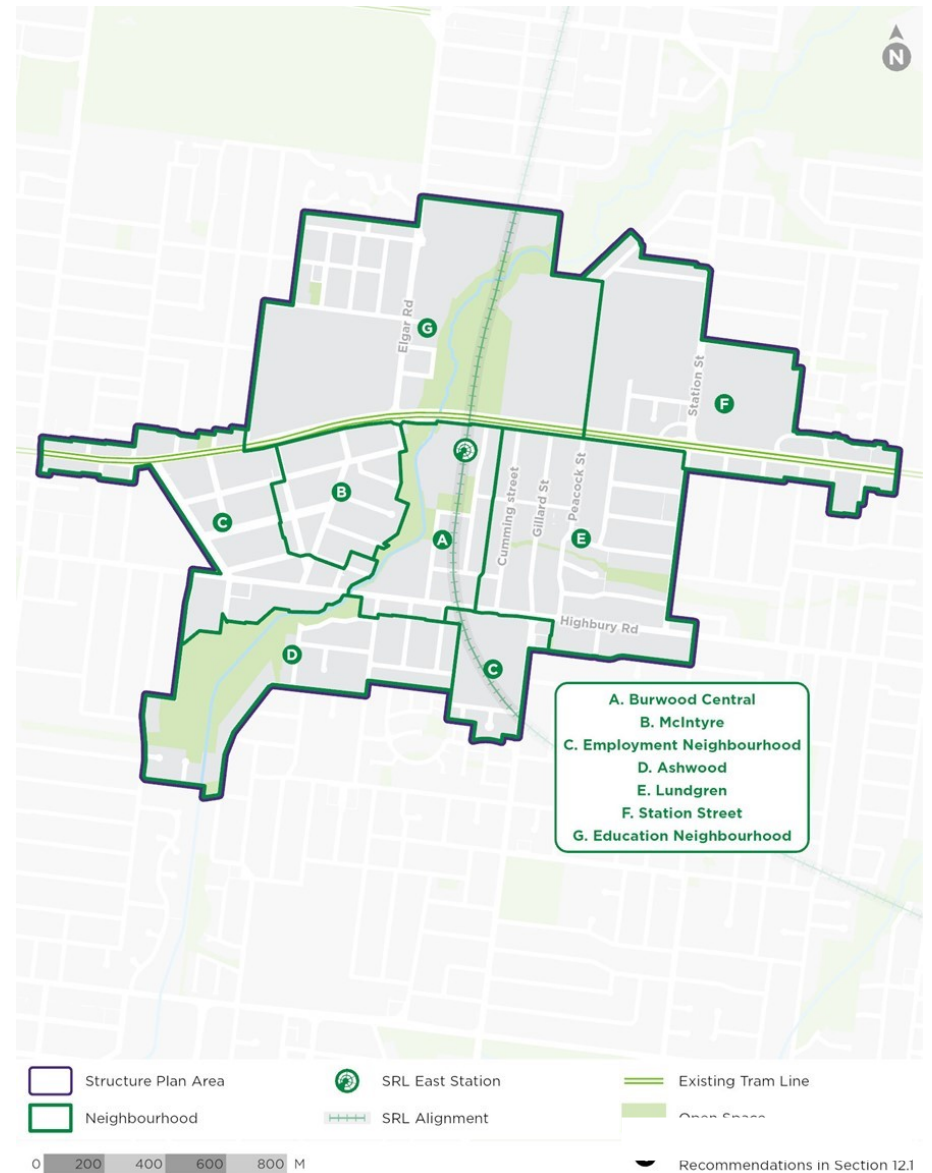 N
Elgar Rd
G
Station St
F
B
C
Cumming street
Gillard St
Peacock St
A
E
Highbury Rd
D
C
A. Burwood Central
B. McIntyre
C. Employment Neighbourhood
D. Ashwood
E. Lundgren
F. Station Street
G. Education Neighbourhood
Structure Plan Area
SRL East Station
Existing Tram Line
Neighbourhood
SRL Alignment
Open Space
0 200 400 600 800 M
Recommendations in Section 12.1